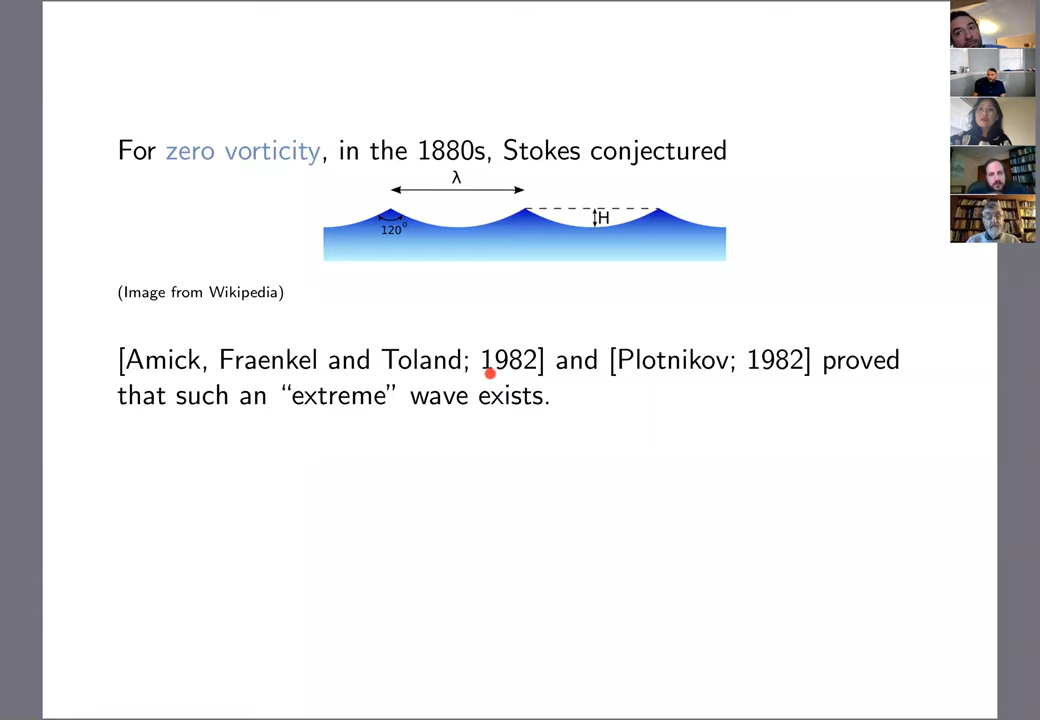 For zero vorticity, in the 1880s, Stokes conjectured
λ
H
120°
(Image from Wikipedia)
[Amick, Fraenkel and Toland; 1982] and [Plotnikov; 1982] proved
that such an “extreme” wave exists.